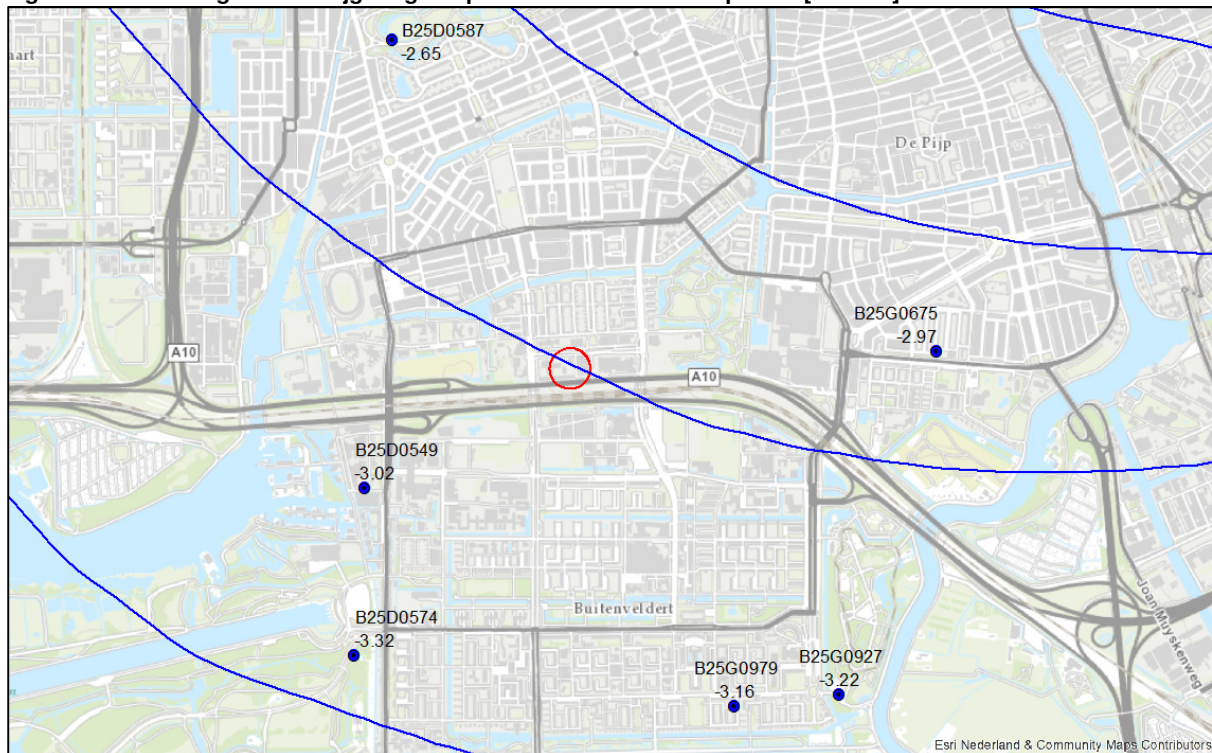 B25D0587
-2.65
De Pijp
B25G0675
-2.97
A10
A10
B25D0549
-3.02
Buitenveldert
B25D0574
-3.32
B25G0979
-3.16
B25G0927
-3.22
Joan Muyskenweg
Esri Nederland & Community Maps Contributors